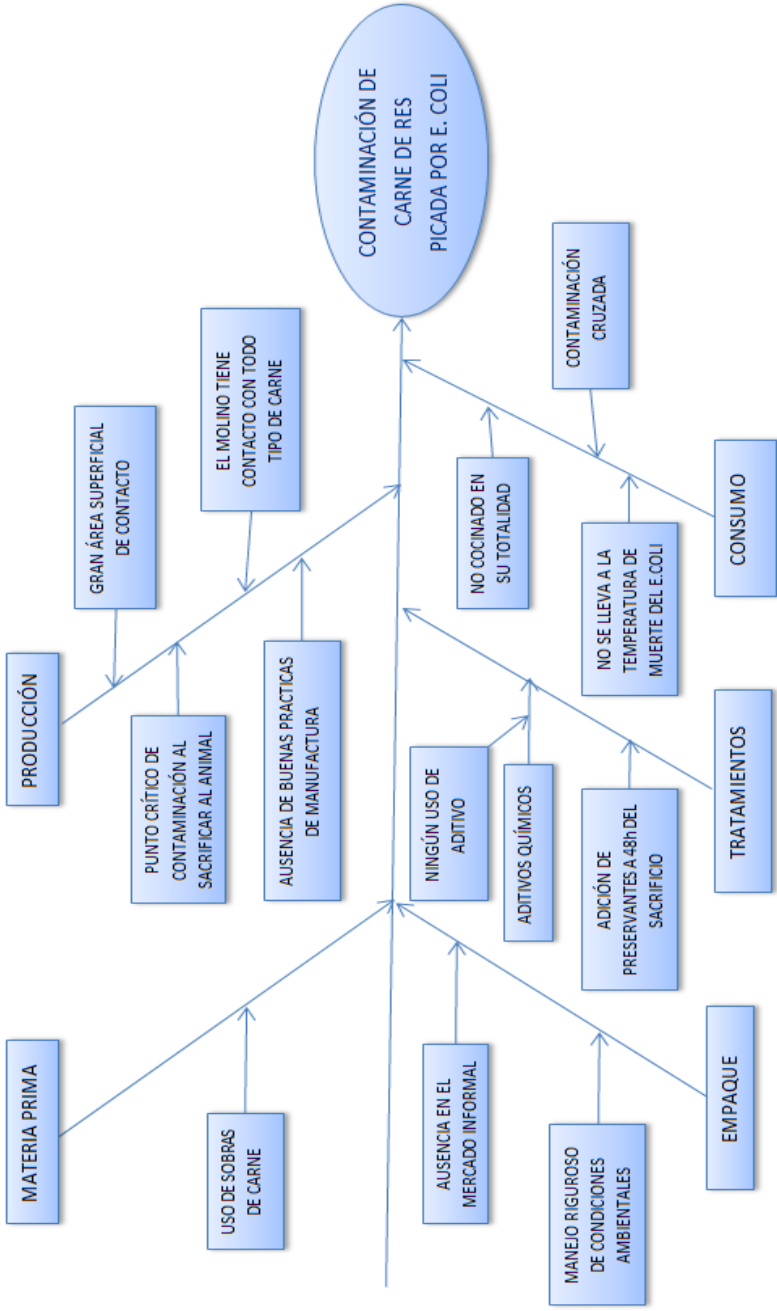 MATERIA PRIMA
PRODUCCIÓN
USO DE SOBRAS
DE CARNE
GRAN ÁREA SUPERFICIAL
DE CONTACTO
PUNTO CRÍTICO DE
CONTAMINACIÓN AL
SACRIFICAR AL ANIMAL
EL MOLINO TIENE
CONTACTO CON TODO
TIPO DE CARNE
AUSENCIA DE BUENAS PRACTICAS
DE MANUFACTURA
CONTAMINACIÓN DE
CARNE DE RES
PICADA POR E. COLI
AUSENCIA EN EL
MERCADO INFORMAL
MANEJO RIGUROSO
DE CONDICIONES
AMBIENTALES
EMPAQUE
NINGÚN USO DE
ADITIVO
ADITIVOS QUÍMICOS
ADICIÓN DE
PRESERVANTES A 48h DEL
SACRIFICIO
TRATAMIENTOS
NO COCINADO EN
SU TOTALIDAD
CONTAMINACIÓN
CRUZADA
NO SE LLEVA A LA
TEMPERATURA DE
MUERTE DEL E.COLI
CONSUMO